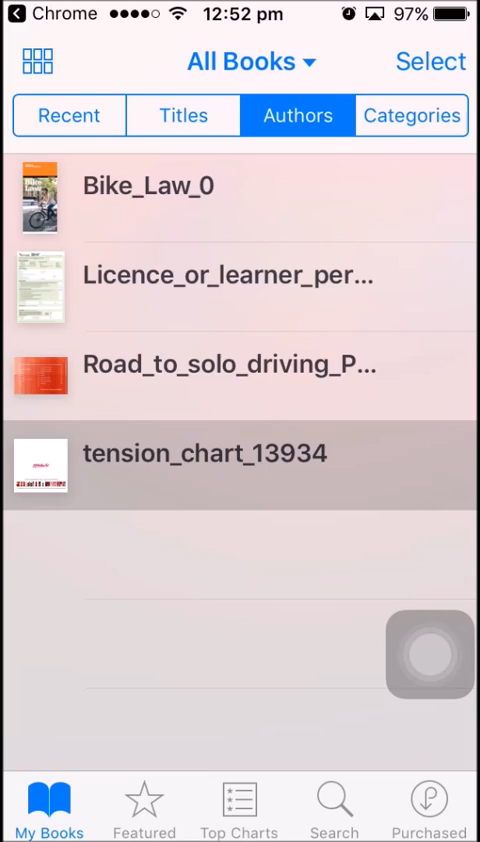 Chrome 12:52 pm 97%
All Books Select
Recent Titles Authors Categories
Bike_Law_0
Licence_or_learner_per...
Road_to_solo_driving_P...
tension_chart_13934
My Books Featured Top Charts Search Purchased